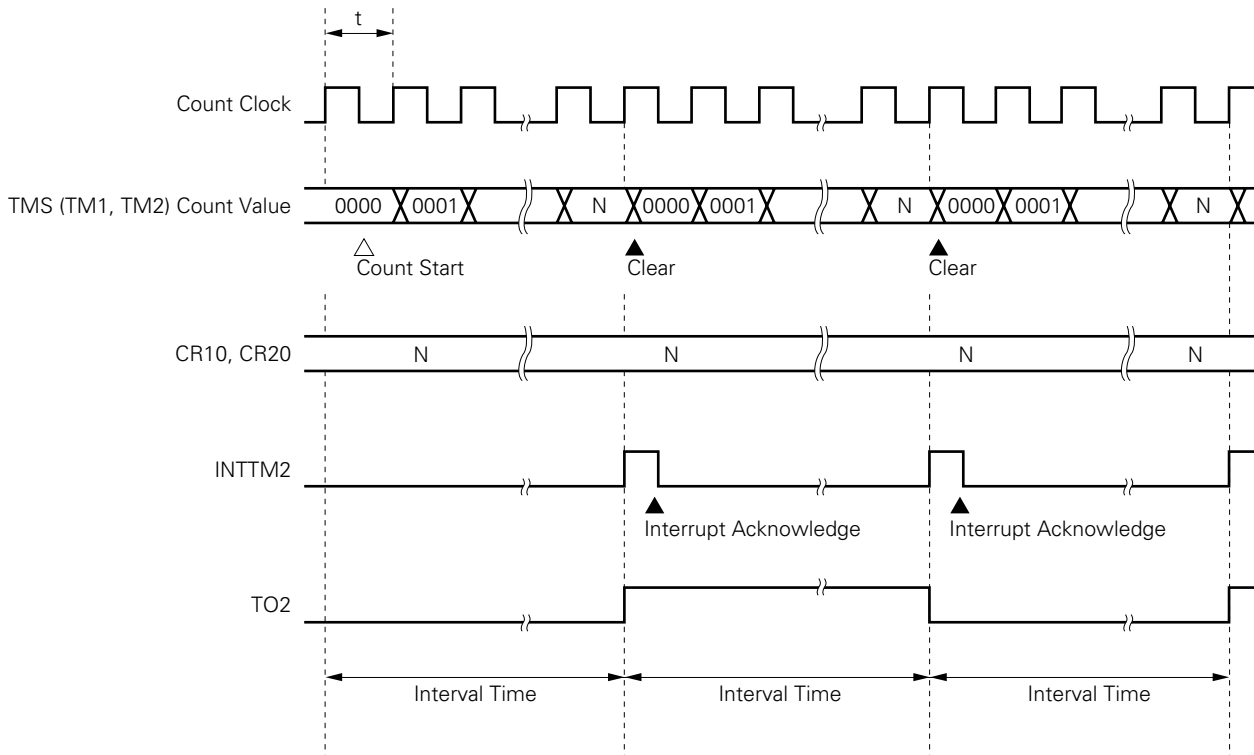 t
Count Clock
TMS (TM1, TM2) Count Value
0000 0001 N 0000 0001 N 0000 0001 N
Count Start Clear Clear
CR10, CR20
N N N N
INTTM2
Interrupt Acknowledge Interrupt Acknowledge
TO2
Interval Time Interval Time Interval Time